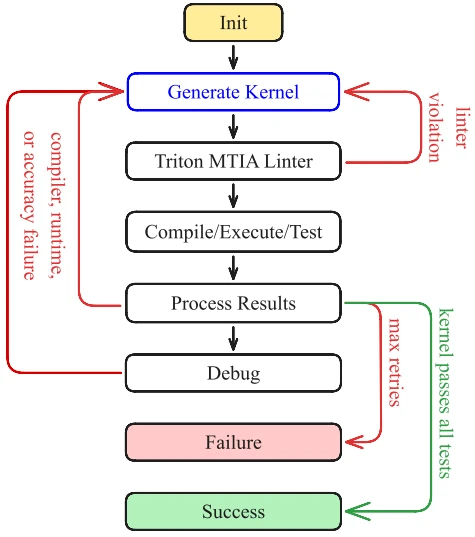 Init
Generate Kernel
linter
violation
Triton MTIA Linter
compiler, runtime,
or accuracy failure
Compile/Execute/Test
Process Results
max retries
kernel passes all tests
Debug
Failure
Success